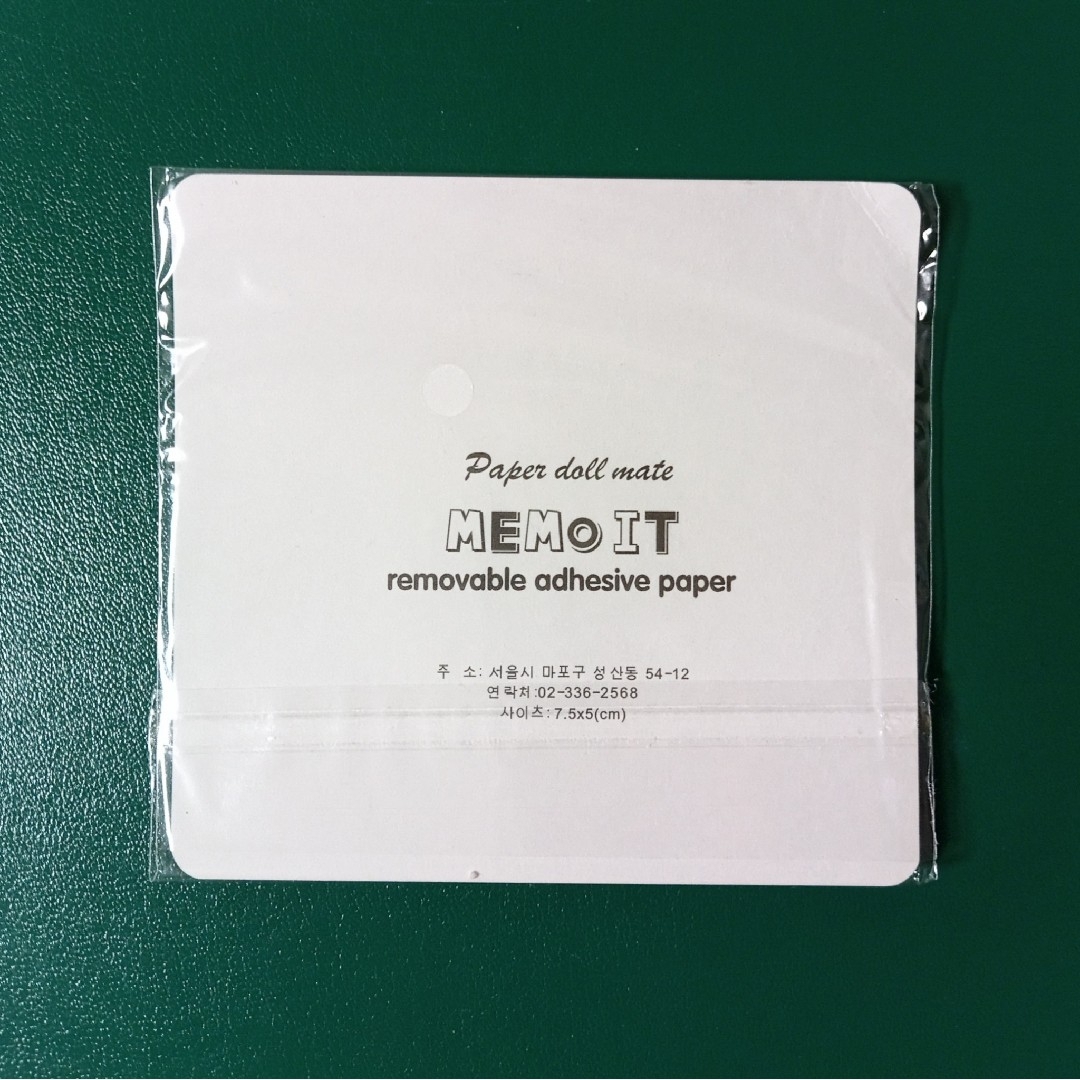 Paper doll mate
MEMO IT
removable adhesive paper
주 소: 서울시 마포구 성산동 54-12
연락처:02-336-2568
사이즈:7.5x5(cm)